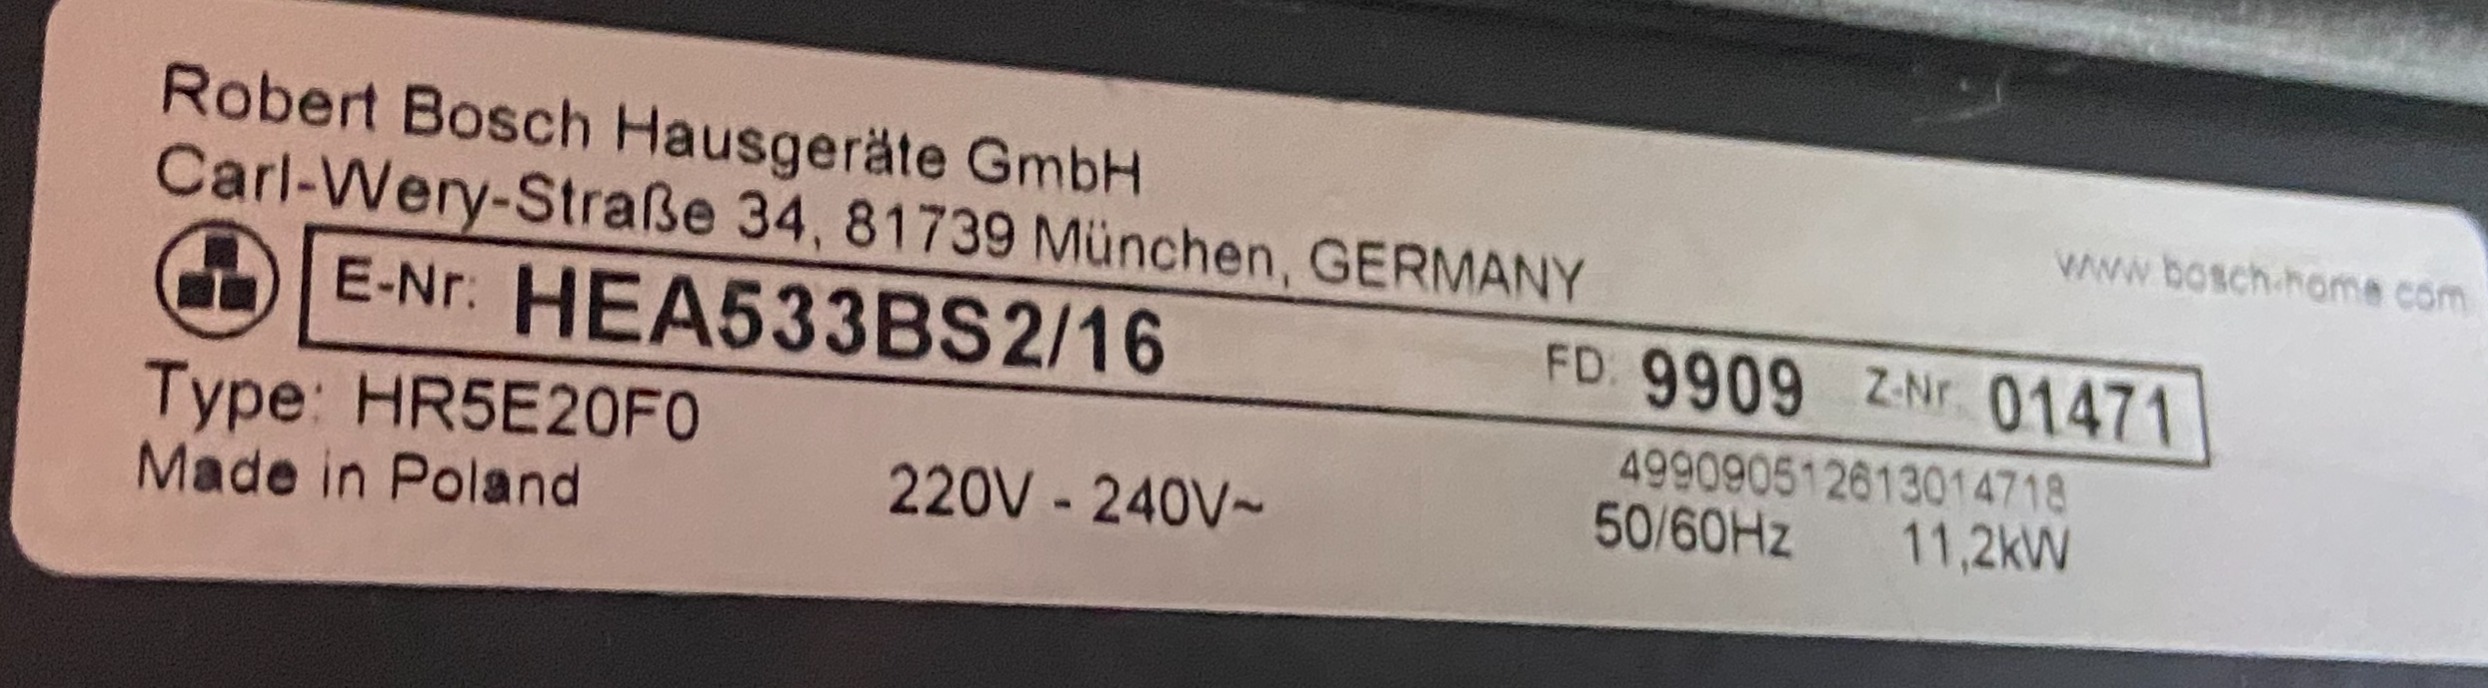 Robert Bosch Hausgeräte GmbH
Carl-Wery-Straße 34, 81739 München, GERMANY
www.bosch-home.com
E-Nr: HEA533BS2/16 FD: 9909 Z-Nr. 01471
Type: HR5E20F0
499090512613014718
Made in Poland 220V - 240V~ 50/60Hz 11,2kW